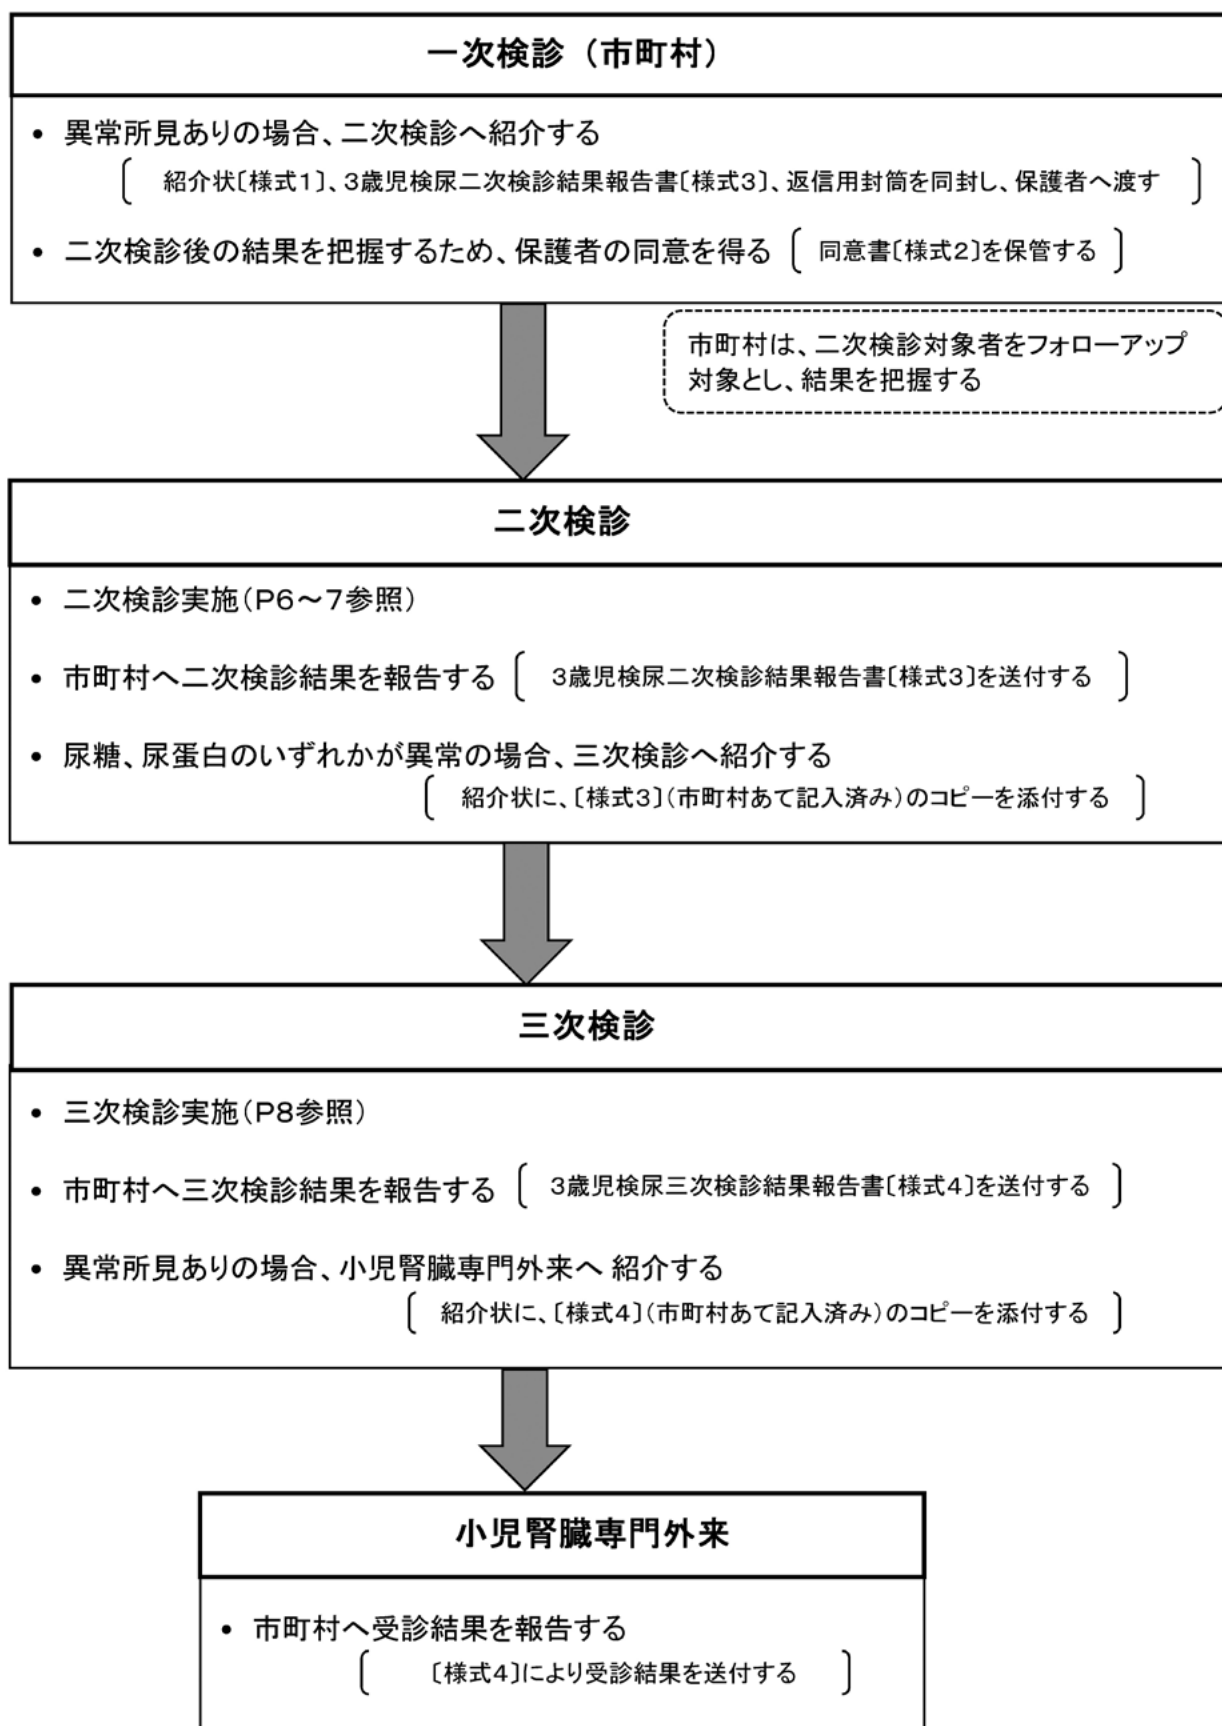 一次検診（市町村）
• 異常所見ありの場合、二次検診へ紹介する
〔 紹介状〔様式1〕、3歳児検尿二次検診結果報告書〔様式3〕、返信用封筒を同封し、保護者へ渡す 〕
• 二次検診後の結果を把握するため、保護者の同意を得る 〔 同意書〔様式2〕を保管する 〕
市町村は、二次検診対象者をフォローアップ
対象とし、結果を把握する
二次検診
• 二次検診実施（P6～7参照）
• 市町村へ二次検診結果を報告する 〔 3歳児検尿二次検診結果報告書〔様式3〕を送付する 〕
• 尿糖、尿蛋白のいずれかが異常の場合、三次検診へ紹介する
〔 紹介状に、〔様式3〕（市町村あて記入済み）のコピーを添付する 〕
三次検診
• 三次検診実施（P8参照）
• 市町村へ三次検診結果を報告する 〔 3歳児検尿三次検診結果報告書〔様式4〕を送付する 〕
• 異常所見ありの場合、小児腎臓専門外来へ 紹介する
〔 紹介状に、〔様式4〕（市町村あて記入済み）のコピーを添付する 〕
小児腎臓専門外来
• 市町村へ受診結果を報告する
〔 〔様式4〕により受診結果を送付する 〕